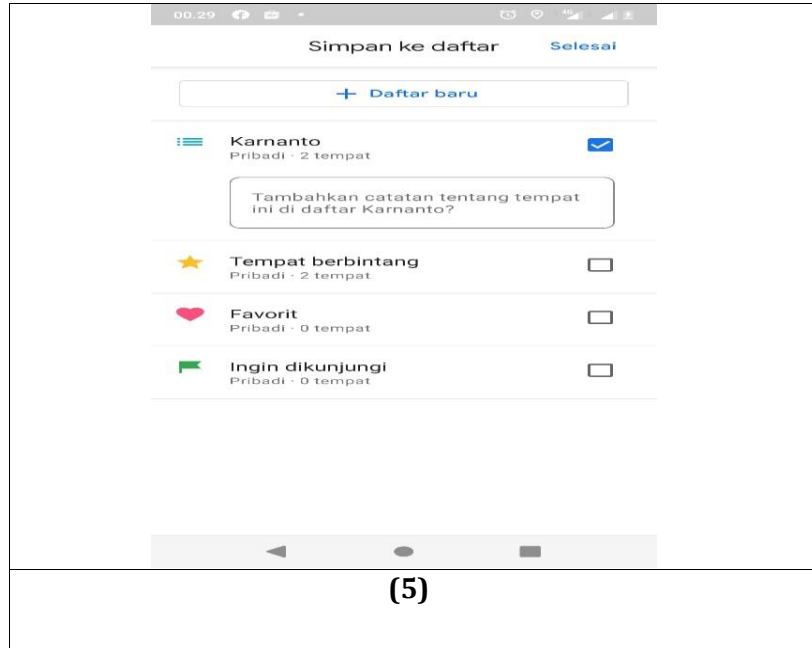 00.29
4G
Simpan ke daftar Selesai
+ Daftar baru
Karnanto
Pribadi · 2 tempat
Tambahkan catatan tentang tempat
ini di daftar Karnanto?
Tempat berbintang
Pribadi · 2 tempat
Favorit
Pribadi · 0 tempat
Ingin dikunjungi
Pribadi · 0 tempat
(5)